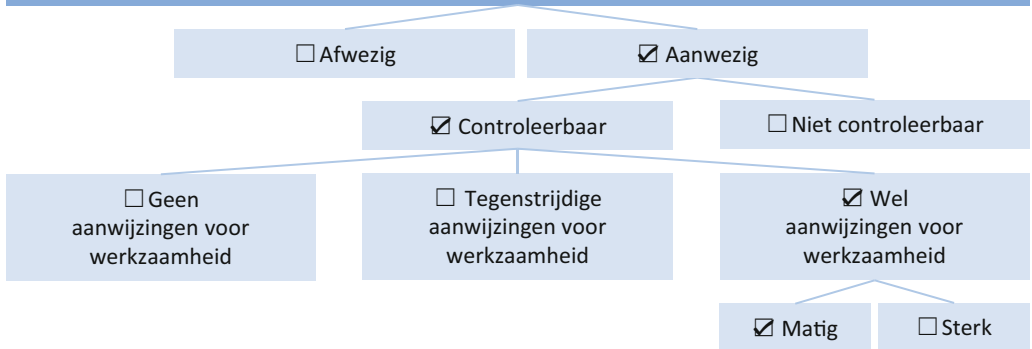 ☐ Afwezig
☑ Aanwezig
☑ Controleerbaar
☐ Niet controleerbaar
☐ Geen
aanwijzingen voor
werkzaamheid
☐ Tegenstrijdige
aanwijzingen voor
werkzaamheid
☑ Wel
aanwijzingen voor
werkzaamheid
☑ Matig
☐ Sterk